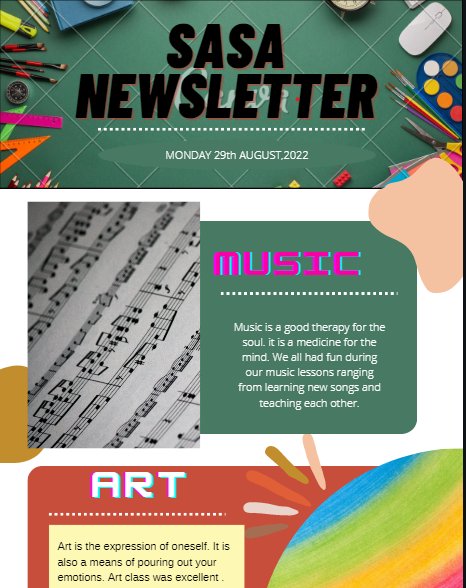 SASA
NEWSLETTER
MONDAY 29th AUGUST,2022
MUSIC
Music is a good therapy for the
soul. it is a medicine for the
mind. We all had fun during
our music lessons ranging
from learning new songs and
teaching each other.
ART
Art is the expression of oneself. It is
also a means of pouring out your
emotions. Art class was excellent .